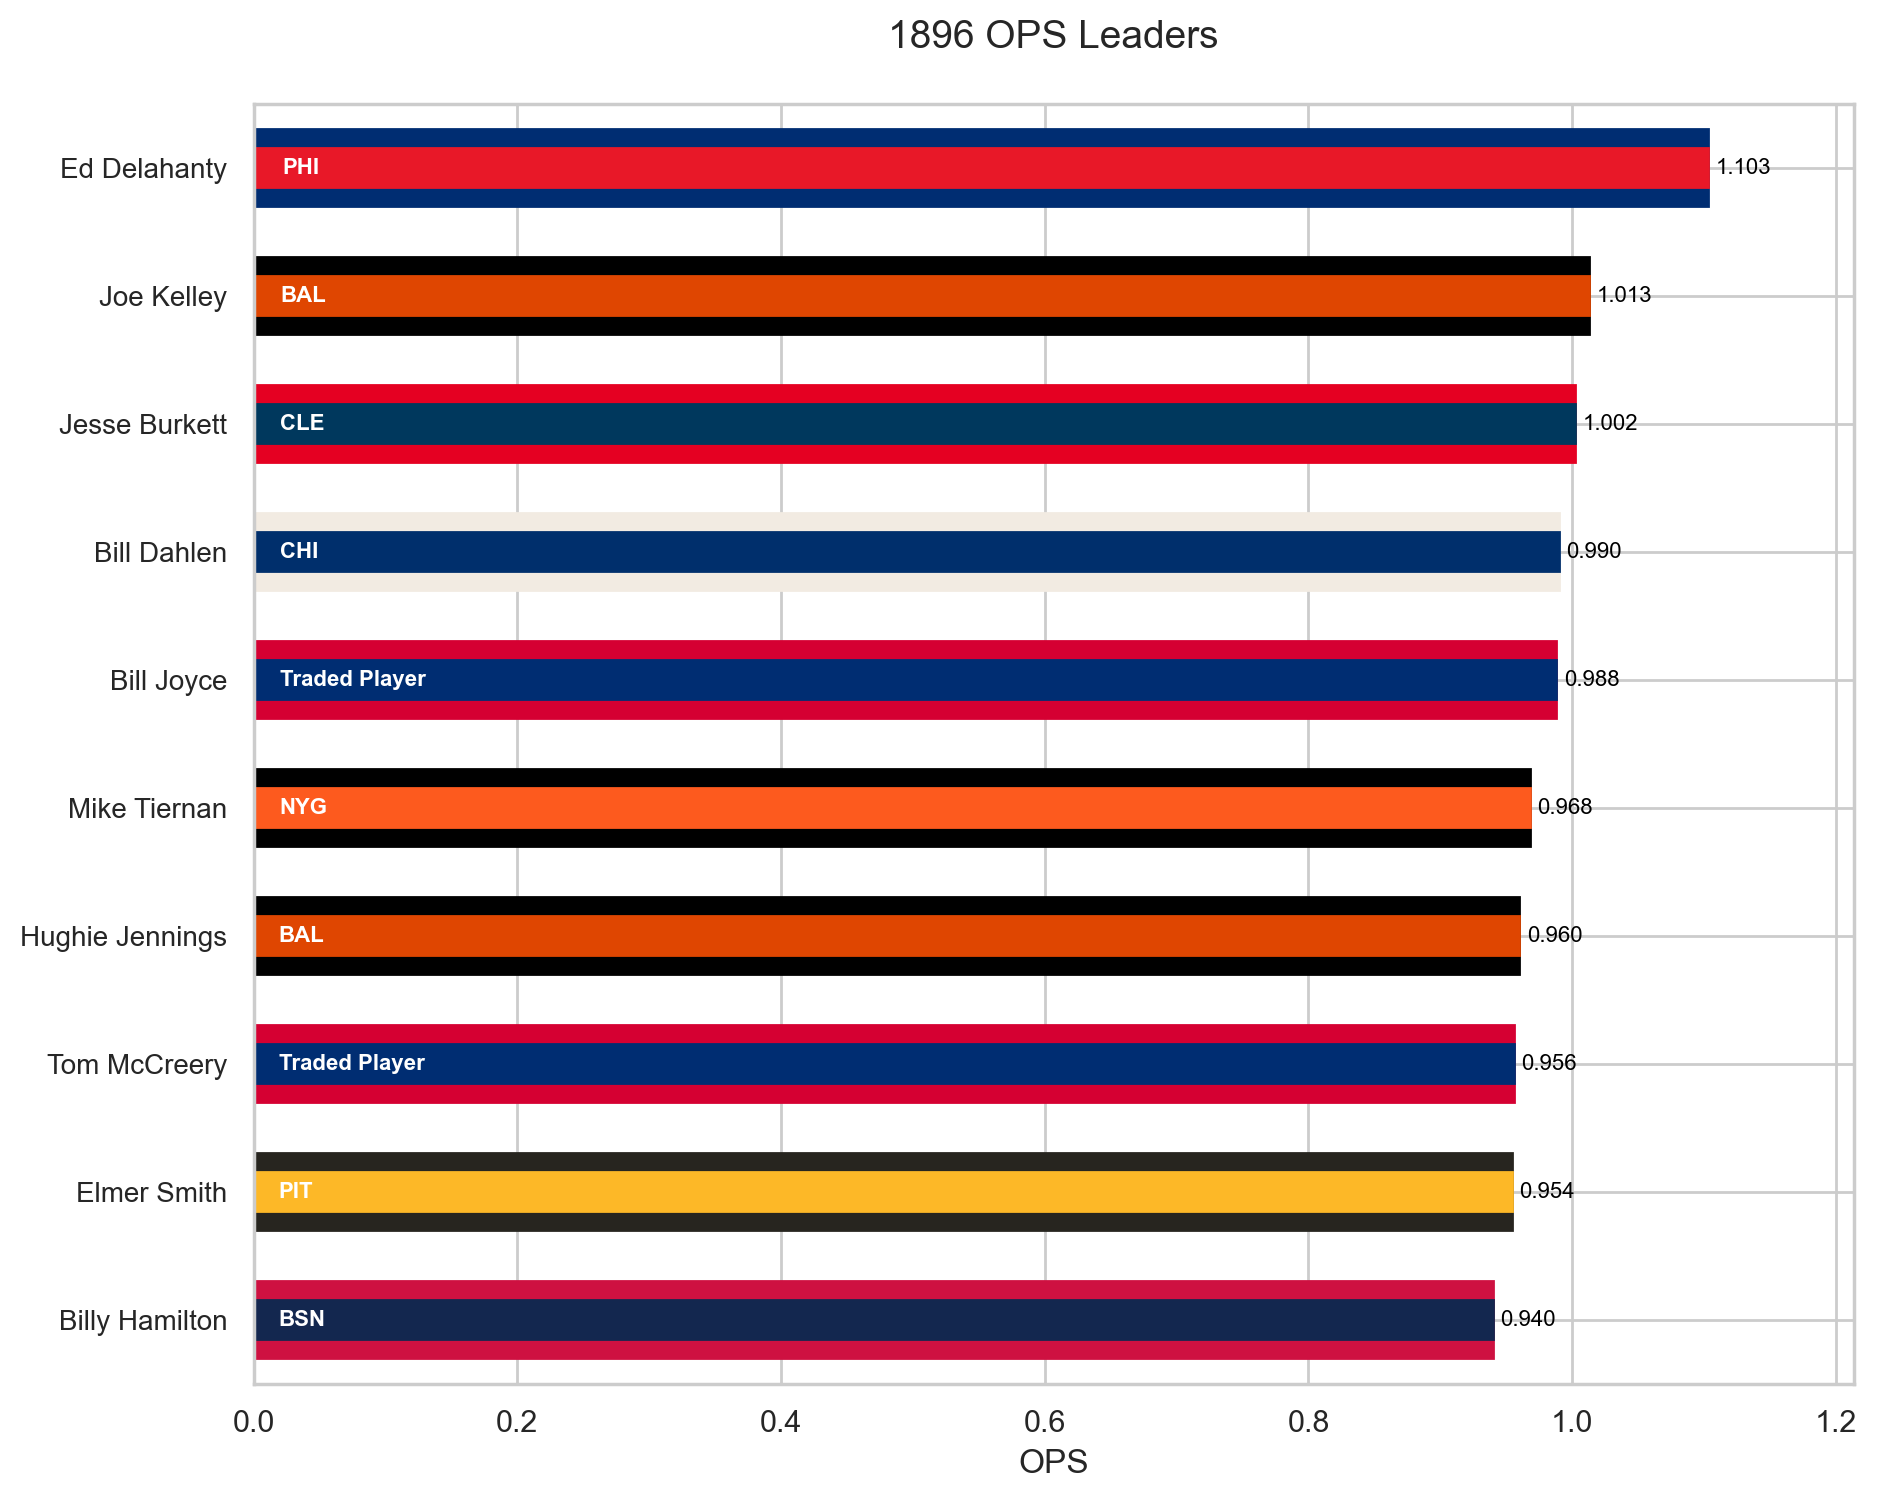 1896 OPS Leaders
Ed Delahanty PHI 1.103
Joe Kelley BAL 1.013
Jesse Burkett CLE 1.002
Bill Dahlen CHI 0.990
Bill Joyce Traded Player 0.988
Mike Tiernan NYG 0.968
Hughie Jennings BAL 0.960
Tom McCreery Traded Player 0.956
Elmer Smith PIT 0.954
Billy Hamilton BSN 0.940
0.0 0.2 0.4 0.6 0.8 1.0 1.2
OPS